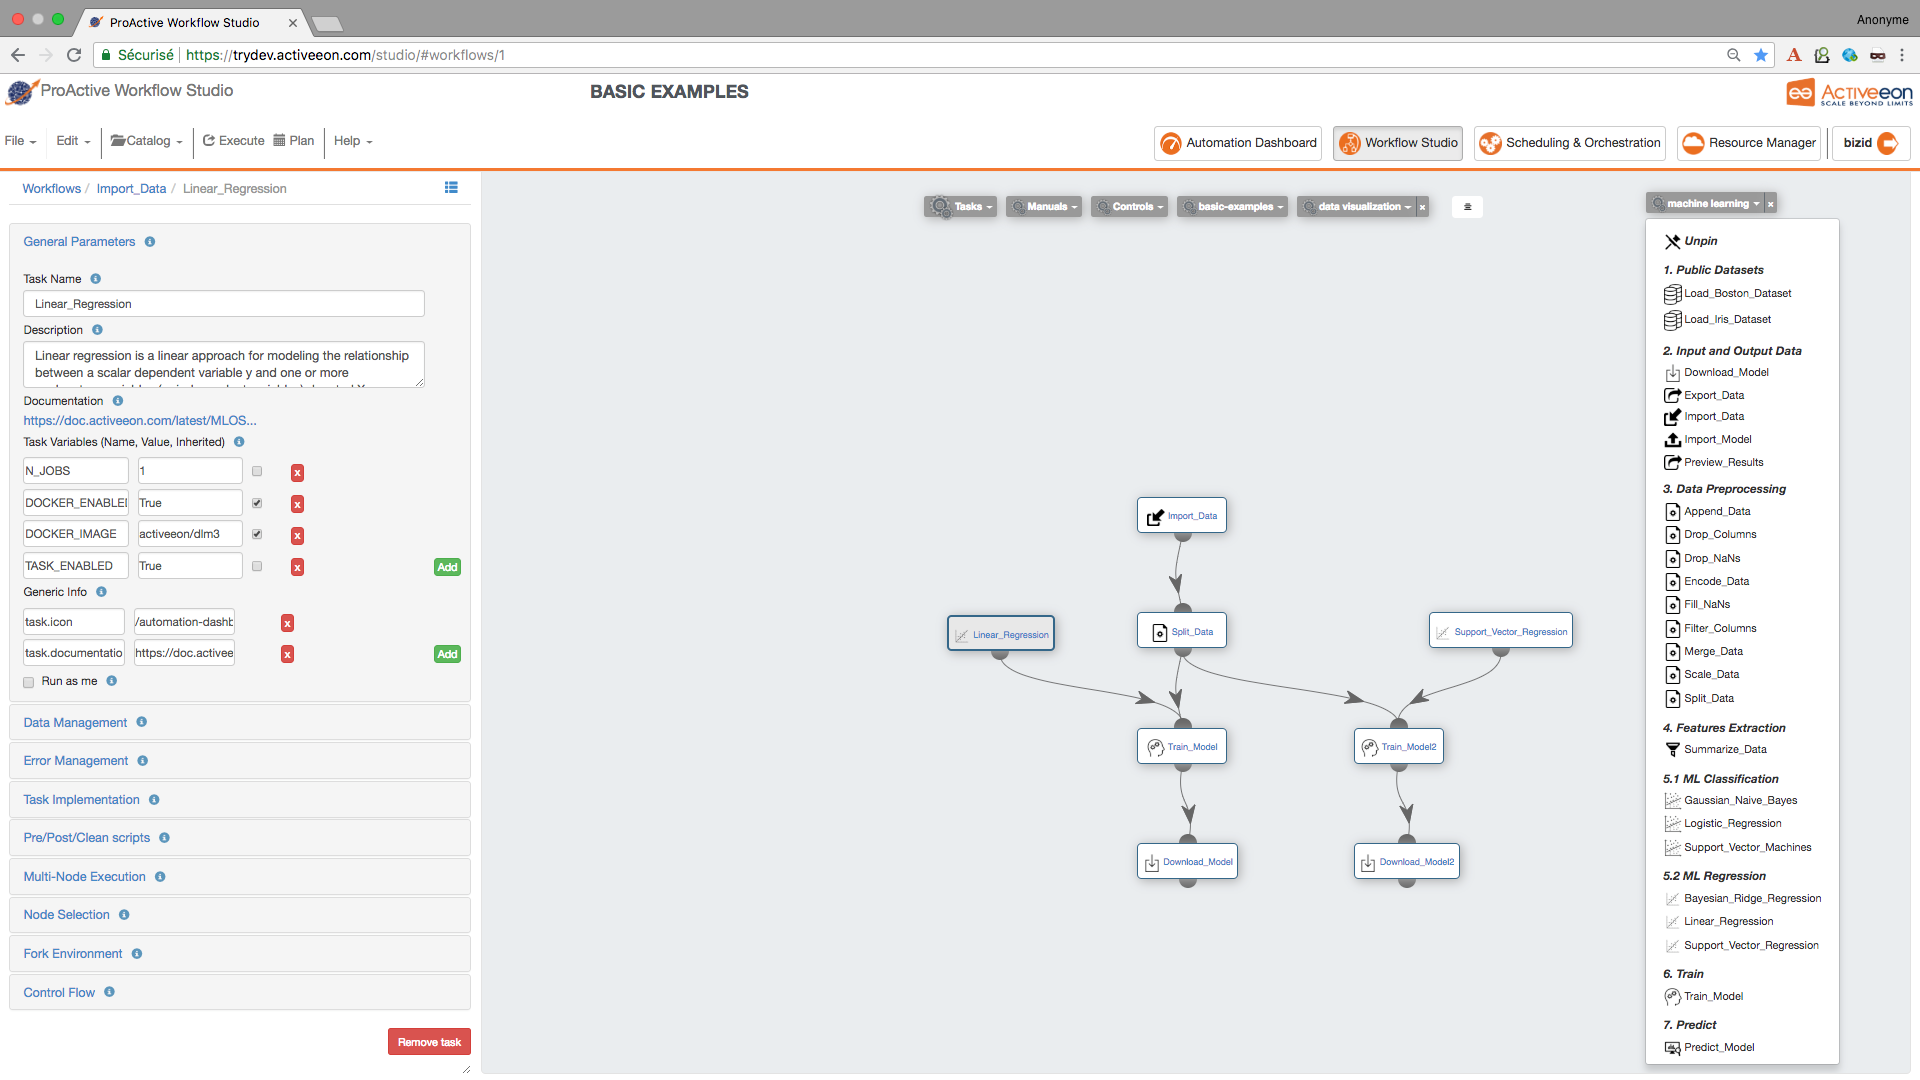 ProActive Workflow Studio
Anonyme
Sécurisé
https://trydev.activeeon.com/studio/#workflows/1
ProActive Workflow Studio
BASIC EXAMPLES
Activeeon
SCALE BEYOND LIMITS
File
Edit
Catalog
Execute
Plan
Help
Automation Dashboard
Workflow Studio
Scheduling & Orchestration
Resource Manager
bizid
Workflows / Import_Data / Linear_Regression
General Parameters
Task Name
Linear_Regression
Description
Linear regression is a linear approach for modeling the relationship
between a scalar dependent variable y and one or more
Documentation
https://doc.activeeon.com/latest/MLOS...
Task Variables (Name, Value, Inherited)
N_JOBS 1 x
DOCKER_ENABLED True x
DOCKER_IMAGE activeeon/dlm3 x
TASK_ENABLED True x Add
Generic Info
task.icon /automation-dashb x
task.documentatio https://doc.activee x Add
Run as me
Data Management
Error Management
Task Implementation
Pre/Post/Clean scripts
Multi-Node Execution
Node Selection
Fork Environment
Control Flow
Remove task
Tasks
Manuals
Controls
basic-examples
data visualization x
machine learning x
Import_Data
Linear_Regression
Split_Data
Support_Vector_Regression
Train_Model
Train_Model2
Download_Model
Download_Model2
Unpin
1. Public Datasets
Load_Boston_Dataset
Load_Iris_Dataset
2. Input and Output Data
Download_Model
Export_Data
Import_Data
Import_Model
Preview_Results
3. Data Preprocessing
Append_Data
Drop_Columns
Drop_NaNs
Encode_Data
Fill_NaNs
Filter_Columns
Merge_Data
Scale_Data
Split_Data
4. Features Extraction
Summarize_Data
5.1 ML Classification
Gaussian_Naive_Bayes
Logistic_Regression
Support_Vector_Machines
5.2 ML Regression
Bayesian_Ridge_Regression
Linear_Regression
Support_Vector_Regression
6. Train
Train_Model
7. Predict
Predict_Model